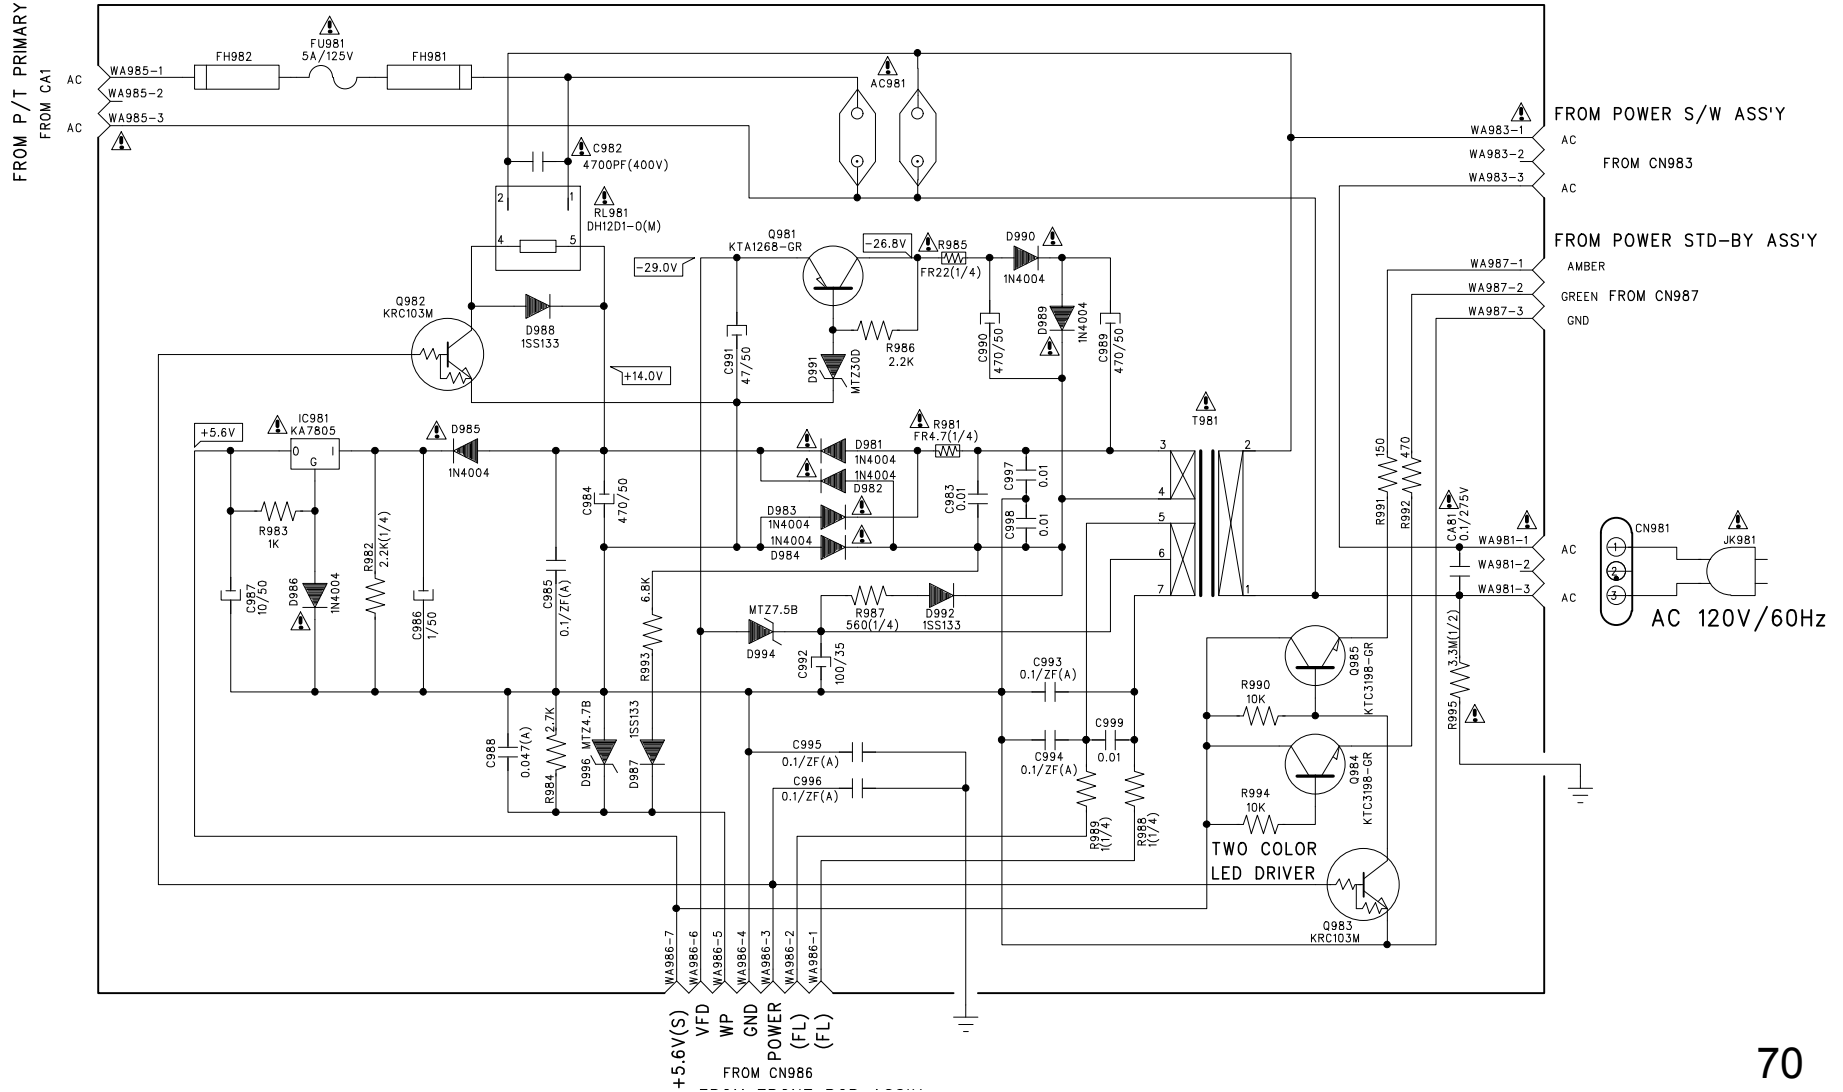 FROM P/T PRIMARY
FROM CA1
AC
WA985-1
WA985-2
AC
WA985-3
FH982
FU981
5A/125V
FH981
AC981
C982
4700PF(400V)
2
1
4
5
RL981
DH12D1-0(M)
Q981
KTA1268-GR
-26.8V
-29.0V
R985
FR22(1/4)
D990
1N4004
Q982
KRC103M
D988
1SS133
+14.0V
C991
47/50
D991
MTZ30D
R986
2.2K
C990
470/50
D989
1N4004
C989
470/50
WA983-1
WA983-2
WA983-3
AC
AC
FROM POWER S/W ASS'Y
FROM CN983
FROM POWER STD-BY ASS'Y
WA987-1
AMBER
WA987-2
GREEN FROM CN987
WA987-3
GND
+5.6V
IC981
KA7805
O
I
G
D985
1N4004
R983
1K
C987
10/50
D986
1N4004
R982
2.2K(1/4)
C986
1/50
C985
0.1/ZF(A)
C984
470/50
D981
1N4004
1N4004
D982
D983
1N4004
1N4004
D984
R981
FR4.7(1/4)
C983
0.01
C997
0.01
C998
0.01
T981
3
4
5
6
7
2
1
R991
150
R992
470
CA81
0.1/275V
WA981-1
AC
WA981-2
WA981-3
AC
CN981
1
2
3
JK981
AC 120V/60Hz
R993
6.8K
MTZ7.5B
D994
R987
560(1/4)
D992
1SS133
C992
100/35
C988
0.047(A)
R984
2.7K
D996
MTZ4.7B
D987
1SS133
C993
0.1/ZF(A)
C994
0.1/ZF(A)
C999
0.01
C995
0.1/ZF(A)
C996
0.1/ZF(A)
R989
1(1/4)
R988
1(1/4)
Q985
KTC3198-GR
R990
10K
Q984
KTC3198-GR
R994
10K
R995
3.3M(1/2)
TWO COLOR
LED DRIVER
Q983
KRC103M
WA986-7
WA986-6
WA986-5
WA986-4
WA986-3
WA986-2
WA986-1
+5.6V(S)
VFD
WP
GND
POWER
(FL)
(FL)
FROM CN986
70